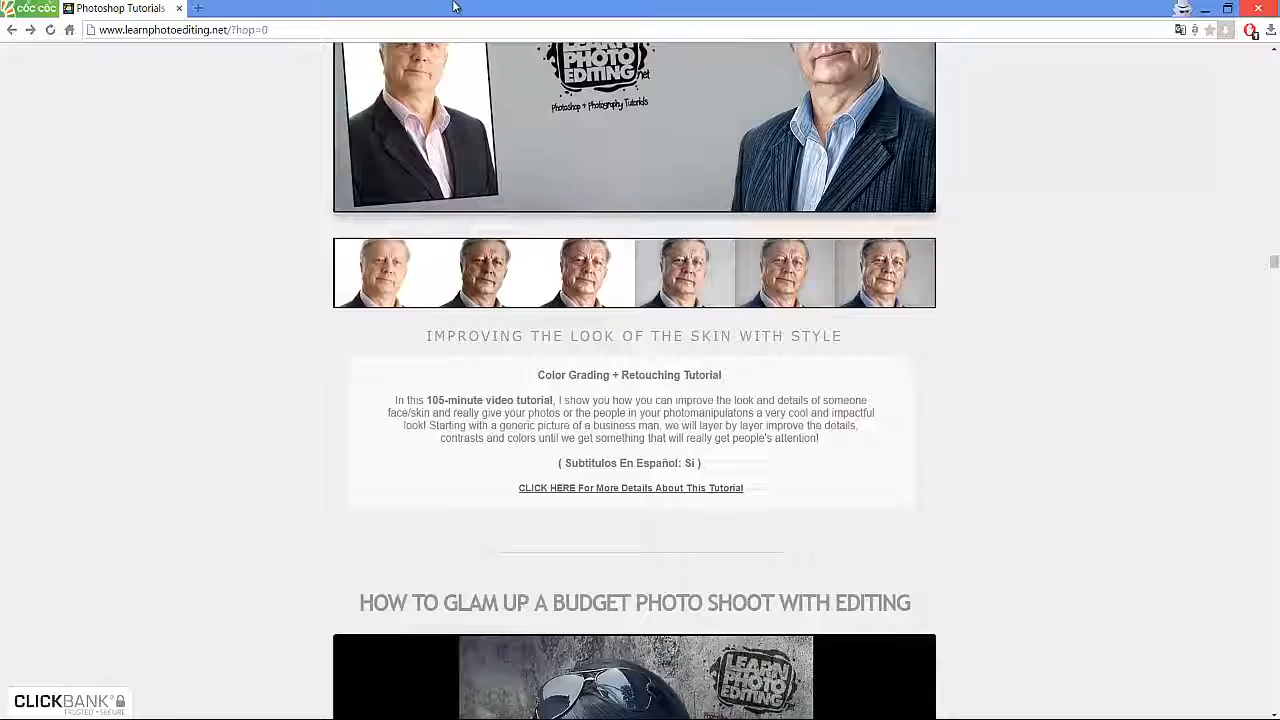 CỐC CỐC
Photoshop Tutorials
www.learnphotoediting.net/?hop=0
LEARN
PHOTO
EDITING.net
Photoshop + Photography Tutorials
IMPROVING THE LOOK OF THE SKIN WITH STYLE
Color Grading + Retouching Tutorial
In this 105-minute video tutorial, I show you how you can improve the look and details of someone
face/skin and really give your photos or the people in your photomanipulatons a very cool and impactful
look! Starting with a generic picture of a business man, we will layer by layer improve the details,
contrasts and colors until we get something that will really get people's attention!
( Subtitulos En Español: Si )
CLICK HERE For More Details About This Tutorial
HOW TO GLAM UP A BUDGET PHOTO SHOOT WITH EDITING
LEARN
PHOTO
EDITING.net
CLICKBANK®
TRUSTED • SECURE